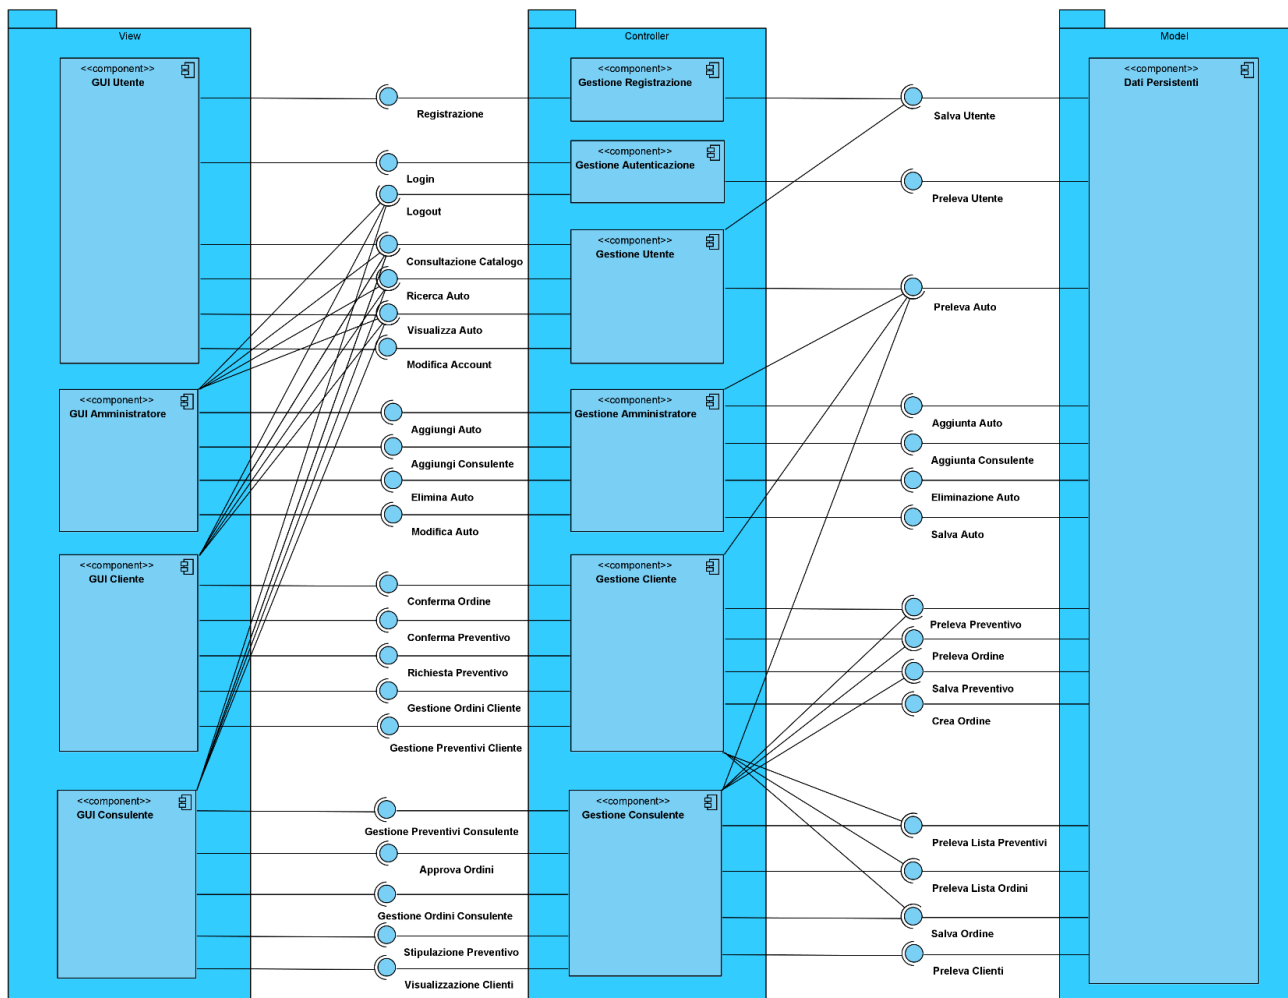 View
Controller
Model
<<component>>
GUI Utente
<<component>>
Gestione Registrazione
<<component>>
Dati Persistenti
Registrazione
Salva Utente
<<component>>
Gestione Autenticazione
Login
Preleva Utente
Logout
<<component>>
Gestione Utente
Consultazione Catalogo
Ricerca Auto
Preleva Auto
Visualizza Auto
Modifica Account
<<component>>
GUI Amministratore
<<component>>
Gestione Amministratore
Aggiungi Auto
Aggiunta Auto
Aggiungi Consulente
Aggiunta Consulente
Elimina Auto
Eliminazione Auto
Modifica Auto
Salva Auto
<<component>>
GUI Cliente
<<component>>
Gestione Cliente
Conferma Ordine
Preleva Preventivo
Conferma Preventivo
Preleva Ordine
Richiesta Preventivo
Salva Preventivo
Gestione Ordini Cliente
Crea Ordine
Gestione Preventivi Cliente
<<component>>
GUI Consulente
<<component>>
Gestione Consulente
Gestione Preventivi Consulente
Preleva Lista Preventivi
Approva Ordini
Preleva Lista Ordini
Gestione Ordini Consulente
Salva Ordine
Stipulazione Preventivo
Preleva Clienti
Visualizzazione Clienti